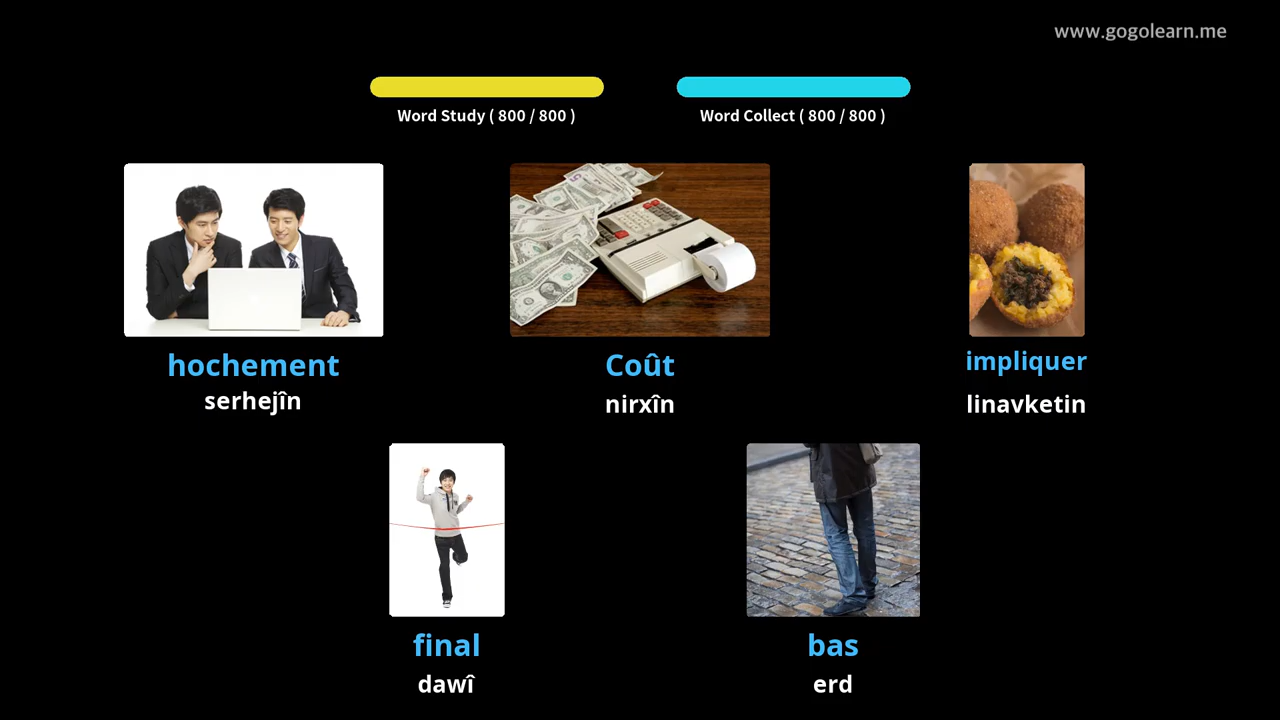 www.gogolearn.me
Word Study ( 800 / 800 )
Word Collect ( 800 / 800 )
hochement
serhejîn
Coût
nirxîn
impliquer
linavketin
final
dawî
bas
erd